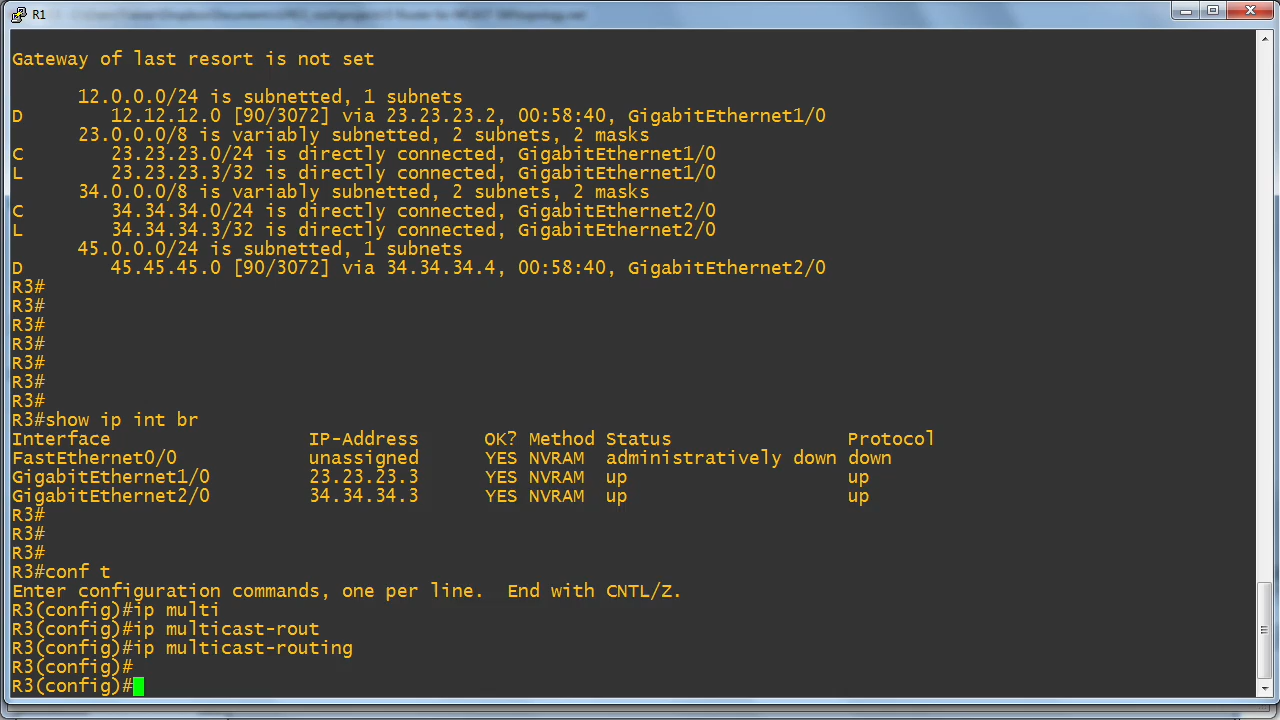 R1
Gateway of last resort is not set
12.0.0.0/24 is subnetted, 1 subnets
D 12.12.12.0 [90/3072] via 23.23.23.2, 00:58:40, GigabitEthernet1/0
23.0.0.0/8 is variably subnetted, 2 subnets, 2 masks
C 23.23.23.0/24 is directly connected, GigabitEthernet1/0
L 23.23.23.3/32 is directly connected, GigabitEthernet1/0
34.0.0.0/8 is variably subnetted, 2 subnets, 2 masks
C 34.34.34.0/24 is directly connected, GigabitEthernet2/0
L 34.34.34.3/32 is directly connected, GigabitEthernet2/0
45.0.0.0/24 is subnetted, 1 subnets
D 45.45.45.0 [90/3072] via 34.34.34.4, 00:58:40, GigabitEthernet2/0
R3#
R3#
R3#
R3#
R3#
R3#
R3#
R3#show ip int br
Interface IP-Address OK? Method Status Protocol
FastEthernet0/0 unassigned YES NVRAM administratively down down
GigabitEthernet1/0 23.23.23.3 YES NVRAM up up
GigabitEthernet2/0 34.34.34.3 YES NVRAM up up
R3#
R3#
R3#
R3#conf t
Enter configuration commands, one per line. End with CNTL/Z.
R3(config)#ip multi
R3(config)#ip multicast-rout
R3(config)#ip multicast-routing
R3(config)#
R3(config)#